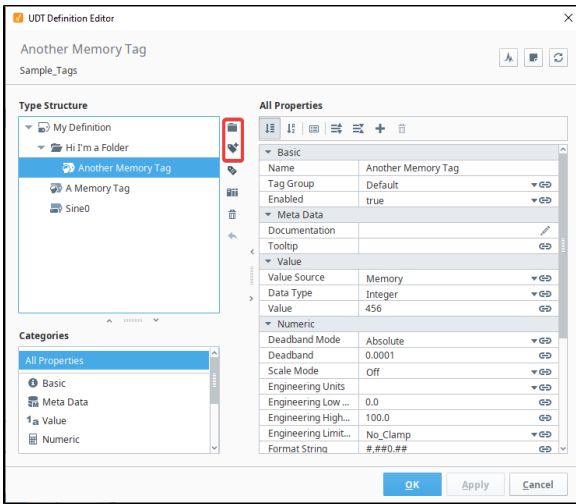 UDT Definition Editor
Another Memory Tag
Sample_Tags
Type Structure
My Definition
Hi I'm a Folder
Another Memory Tag
A Memory Tag
Sine0
Categories
All Properties
Basic
Meta Data
1a Value
Numeric
All Properties
Basic
Name Another Memory Tag
Tag Group Default
Enabled true
Meta Data
Documentation
Tooltip
Value
Value Source Memory
Data Type Integer
Value 456
Numeric
Deadband Mode Absolute
Deadband 0.0001
Scale Mode Off
Engineering Units
Engineering Low ... 0.0
Engineering High... 100.0
Engineering Limit... No_Clamp
Format String #,##0.##
OK Apply Cancel